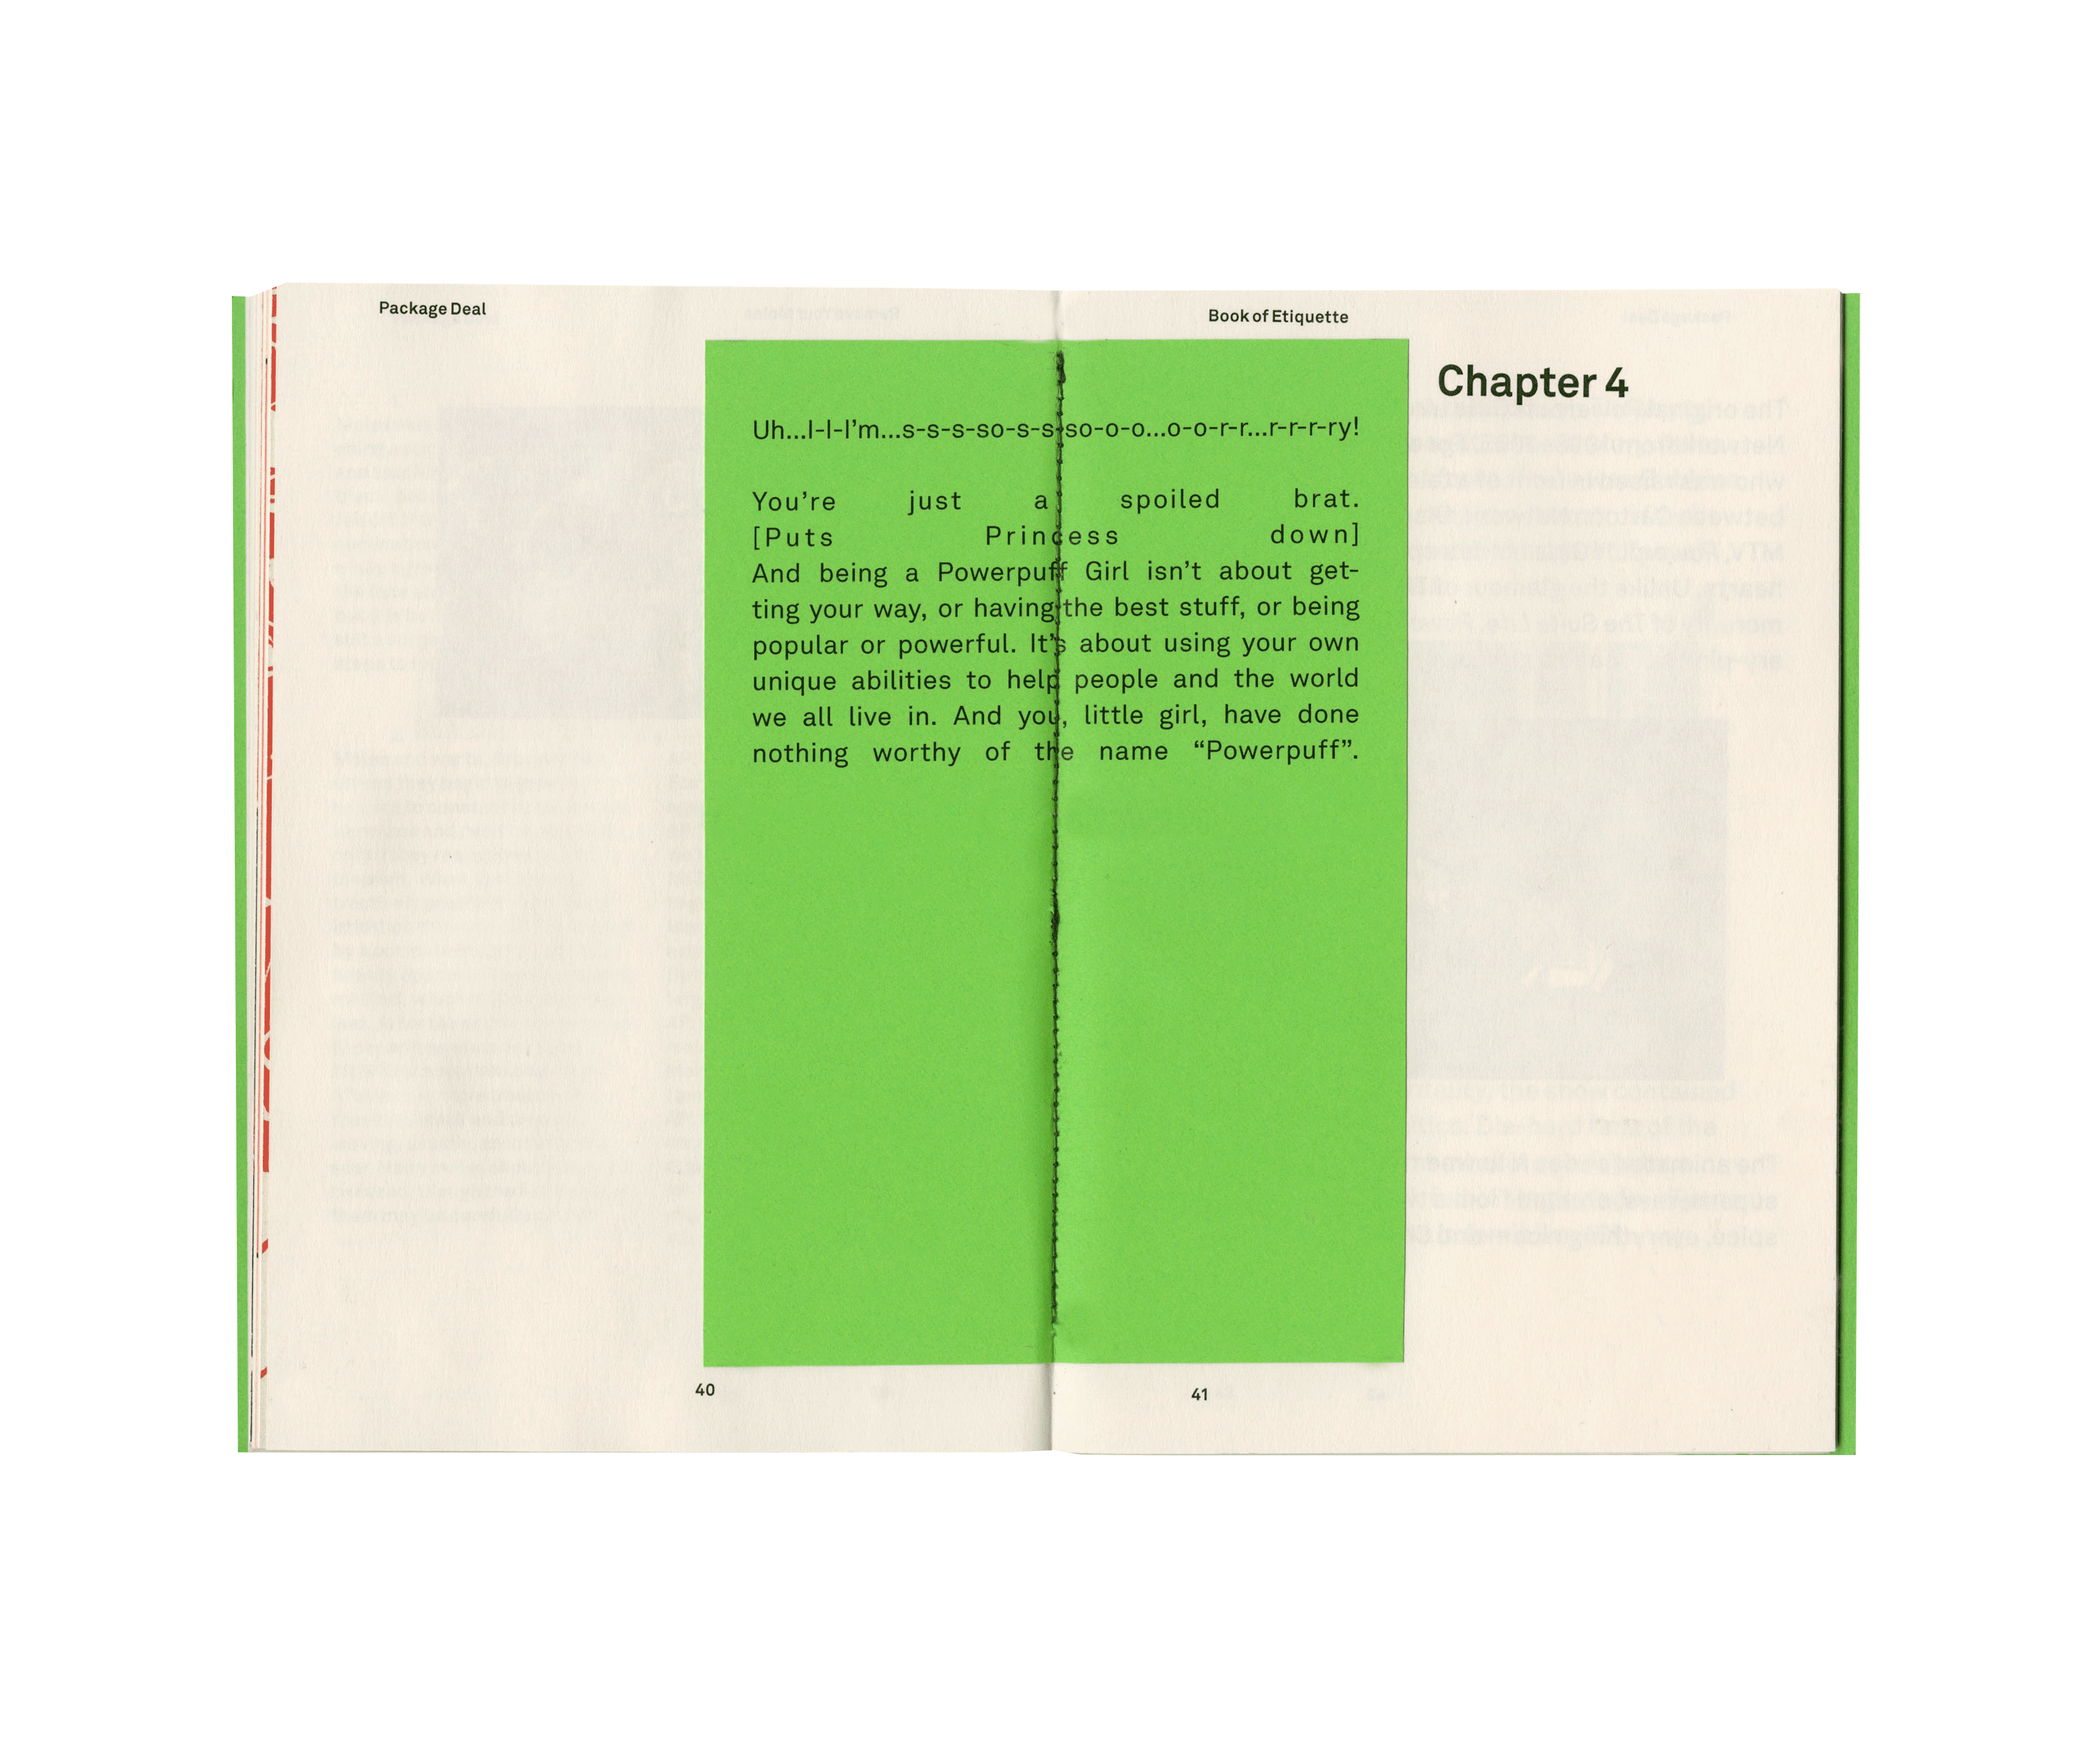 Package Deal
Book of Etiquette
Chapter 4
Uh...I-I-I’m...s-s-s-so-s-s-s-so-o-o...o-o-r-r...r-r-r-ry!
You’re just a spoiled brat.
[Puts Princess down]
And being a Powerpuff Girl isn’t about get-
ting your way, or having the best stuff, or being
popular or powerful. It’s about using your own
unique abilities to help people and the world
we all live in. And you, little girl, have done
nothing worthy of the name “Powerpuff”.
40
41